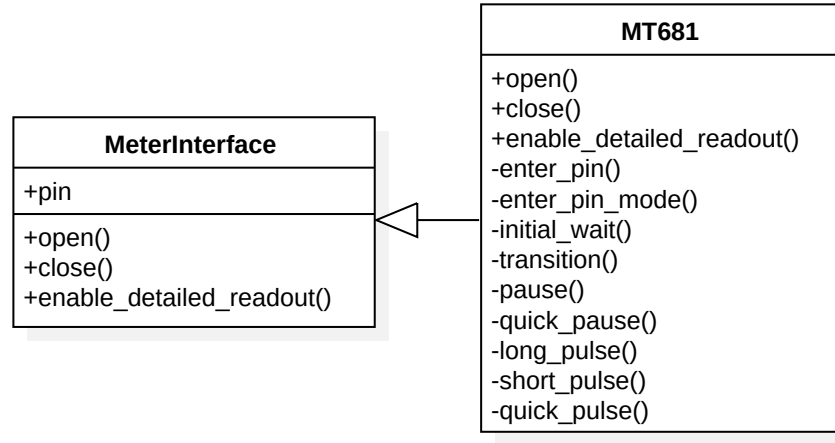 MeterInterface
+pin
+open()
+close()
+enable_detailed_readout()
MT681
+open()
+close()
+enable_detailed_readout()
-enter_pin()
-enter_pin_mode()
-initial_wait()
-transition()
-pause()
-quick_pause()
-long_pulse()
-short_pulse()
-quick_pulse()